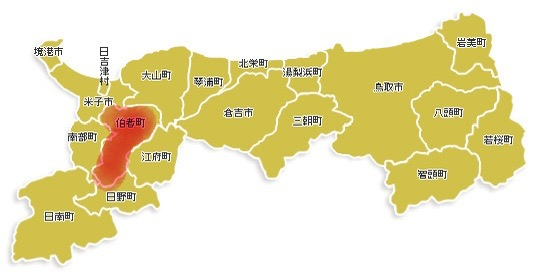 岩美町
境港市
日吉津村
北栄町
湯梨浜町
大山町
琴浦町
鳥取市
米子市
倉吉市
三朝町
八頭町
伯耆町
南部町
若桜町
江府町
智頭町
日野町
日南町